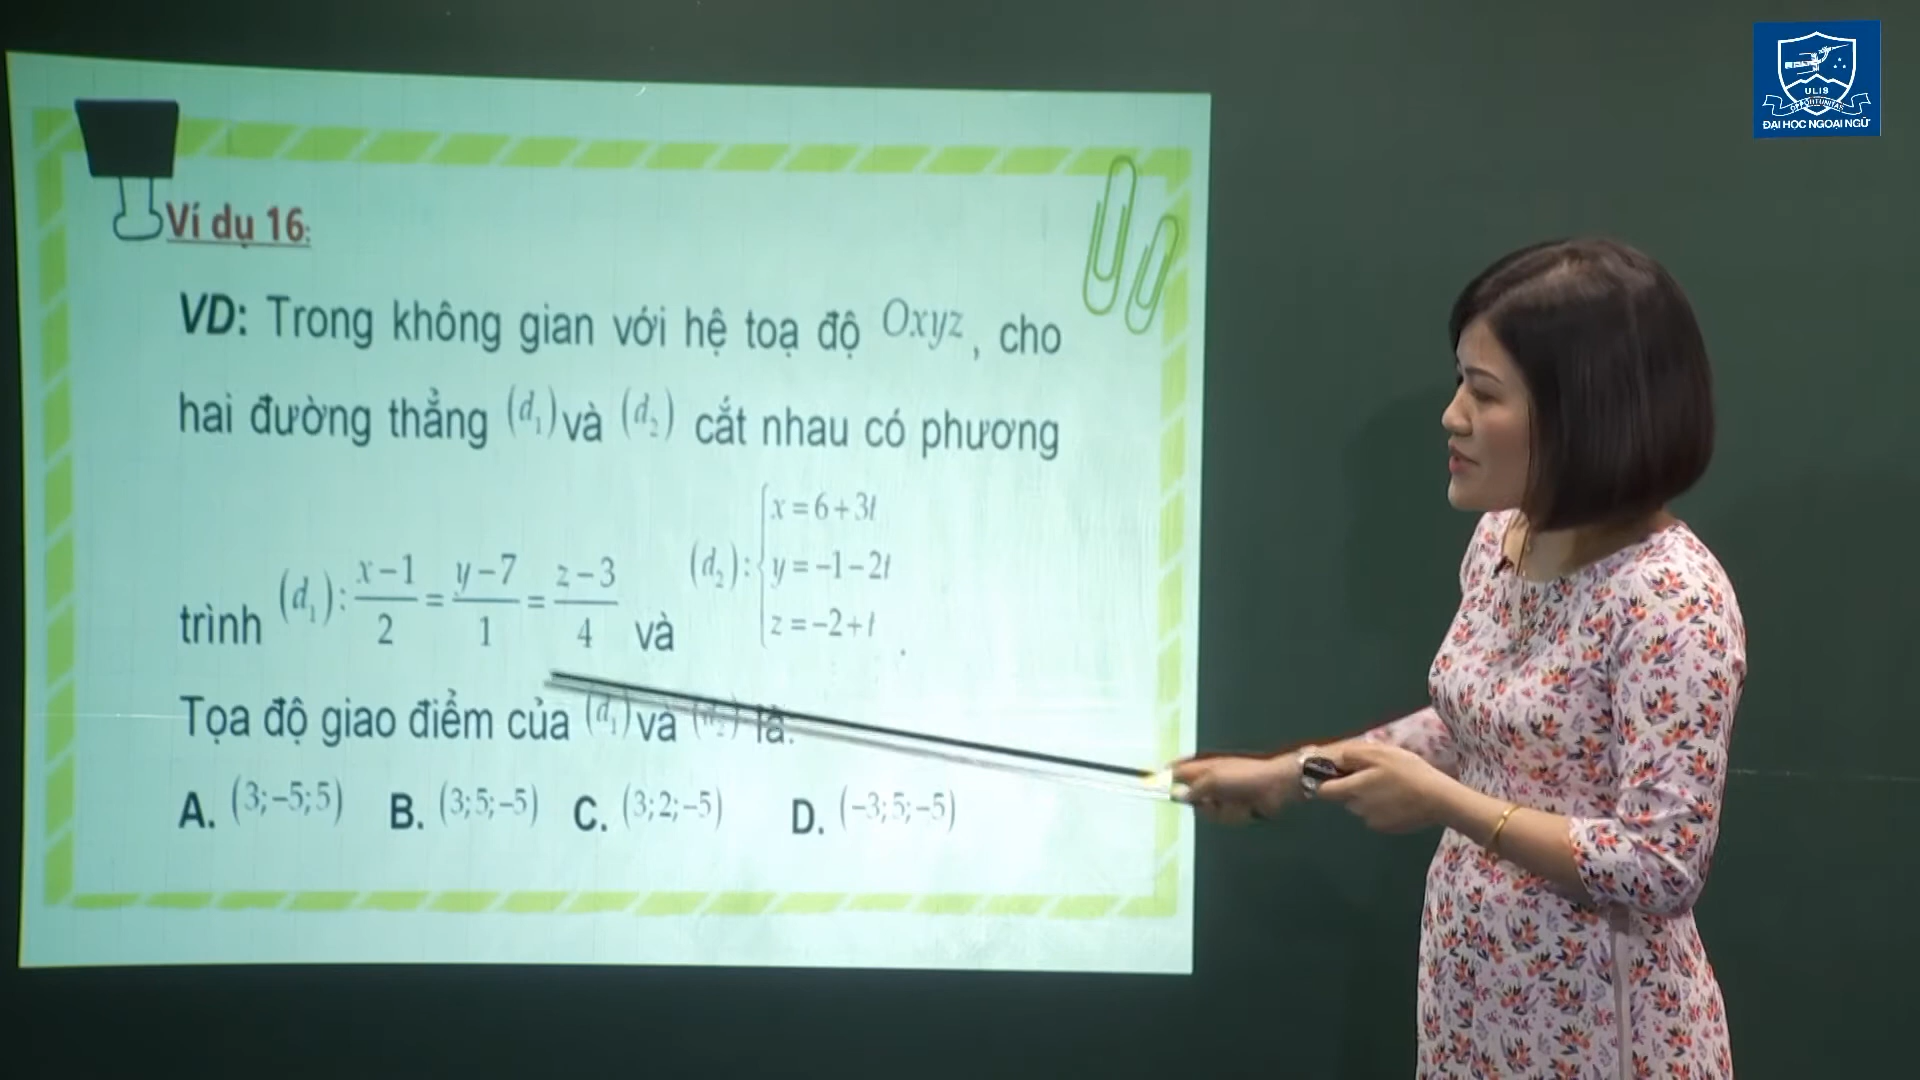 ULIS
OPPORTUNITAS
ĐẠI HỌC NGOẠI NGỮ
Ví dụ 16:
VD: Trong không gian với hệ toạ độ Oxyz, cho
hai đường thẳng (d₁) và (d₂) cắt nhau có phương
trình (d₁): (x−1)/2 = (y−7)/1 = (z−3)/4 và (d₂): { x = 6+3t
y = −1−2t
z = −2+t .
Tọa độ giao điểm của (d₁) và (d₂) là:
A. (3;−5;5) B. (3;5;−5) C. (3;2;−5) D. (−3;5;−5)